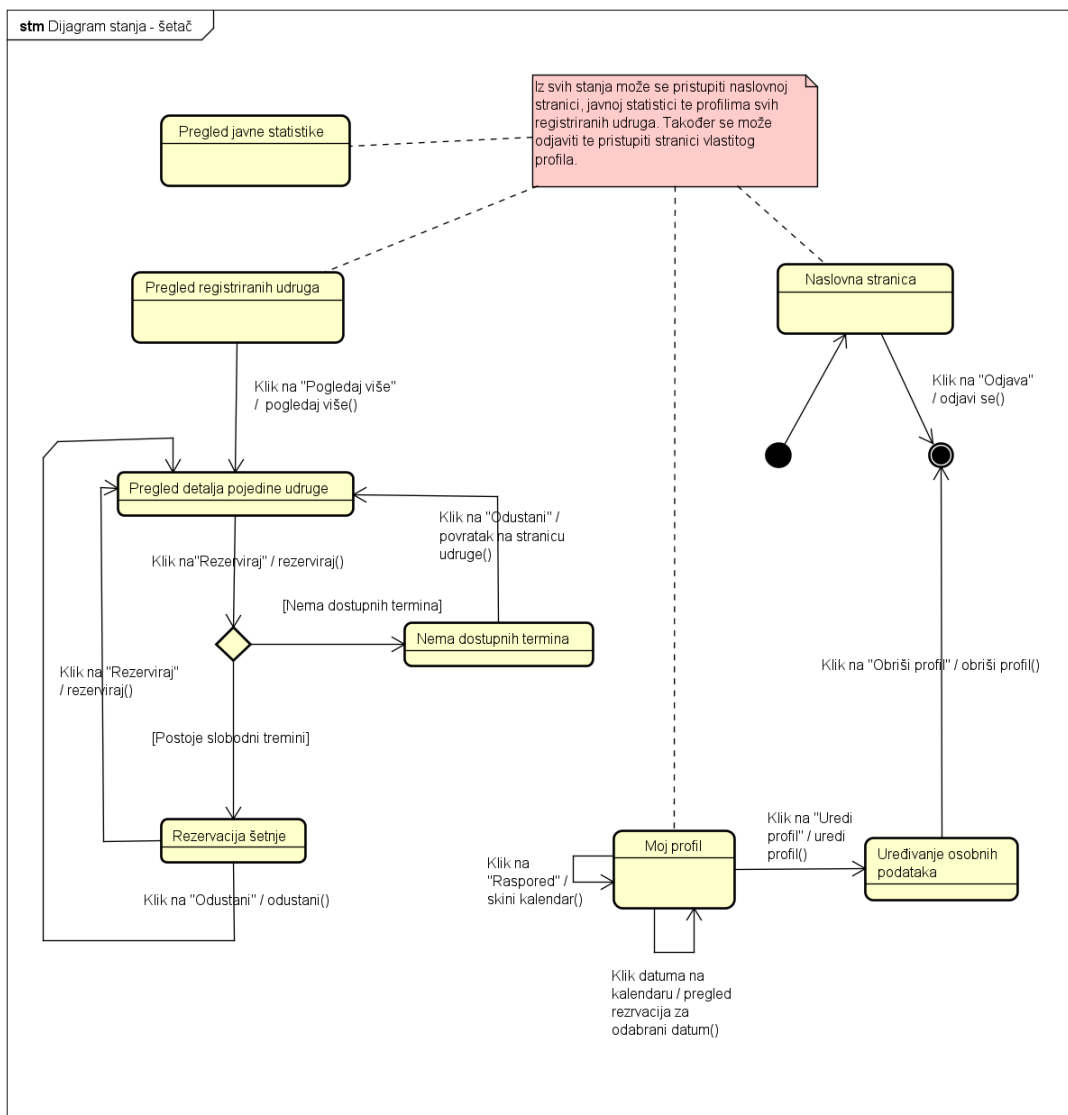 stm Dijagram stanja - šetač
Iz svih stanja može se pristupiti naslovnoj
stranici, javnoj statistici te profilima svih
registriranih udruga. Također se može
odjaviti te pristupiti stranici vlastitog
profila.
Pregled javne statistike
Pregled registriranih udruga
Naslovna stranica
Klik na "Pogledaj više"
/ pogledaj više()
Klik na "Odjava"
/ odjavi se()
Pregled detalja pojedine udruge
Klik na "Odustani" /
povratak na stranicu
udruge()
Klik na"Rezerviraj" / rezerviraj()
[Nema dostupnih termina]
Nema dostupnih termina
Klik na "Rezerviraj"
/ rezerviraj()
Klik na "Obriši profil" / obriši profil()
[Postoje slobodni tremini]
Rezervacija šetnje
Klik na "Odustani" / odustani()
Moj profil
Klik na "Uredi
profil" / uredi
profil()
Uređivanje osobnih
podataka
Klik na
"Raspored" /
skini kalendar()
Klik datuma na
kalendaru / pregled
rezrvacija za
odabrani datum()